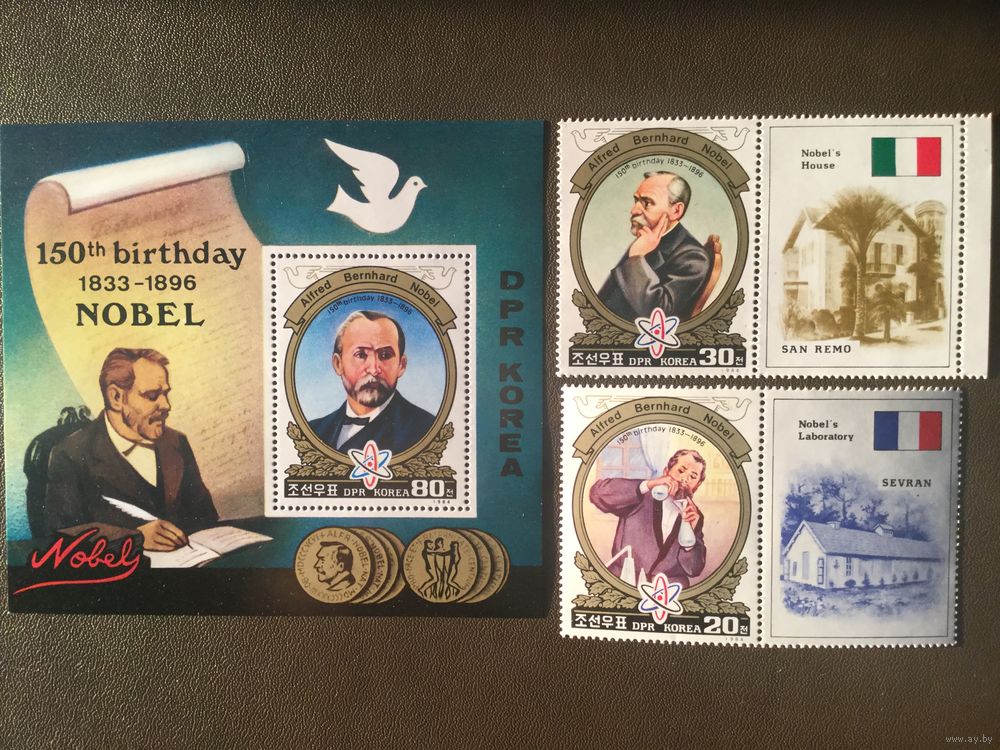 150th birthday
1833-1896
NOBEL
Nobel
DPR KOREA
Alfred Bernhard Nobel
150th birthday 1833-1896
조선우표 DPR KOREA 80전
1984
Alfred Bernhard Nobel
150th birthday 1833-1896
조선우표 DPR KOREA 30전
1984
Nobel's
House
SAN REMO
Alfred Bernhard Nobel
150th birthday 1833-1896
조선우표 DPR KOREA 20전
1984
Nobel's
Laboratory
SEVRAN
www.ay.by